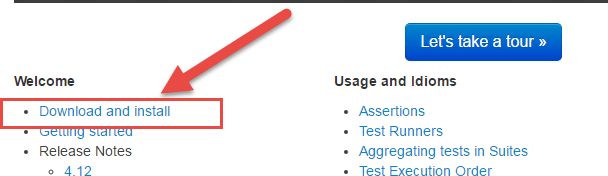 Let's take a tour »
Welcome
Download and install
Getting started
Release Notes
4.12
Usage and Idioms
Assertions
Test Runners
Aggregating tests in Suites
Test Execution Order